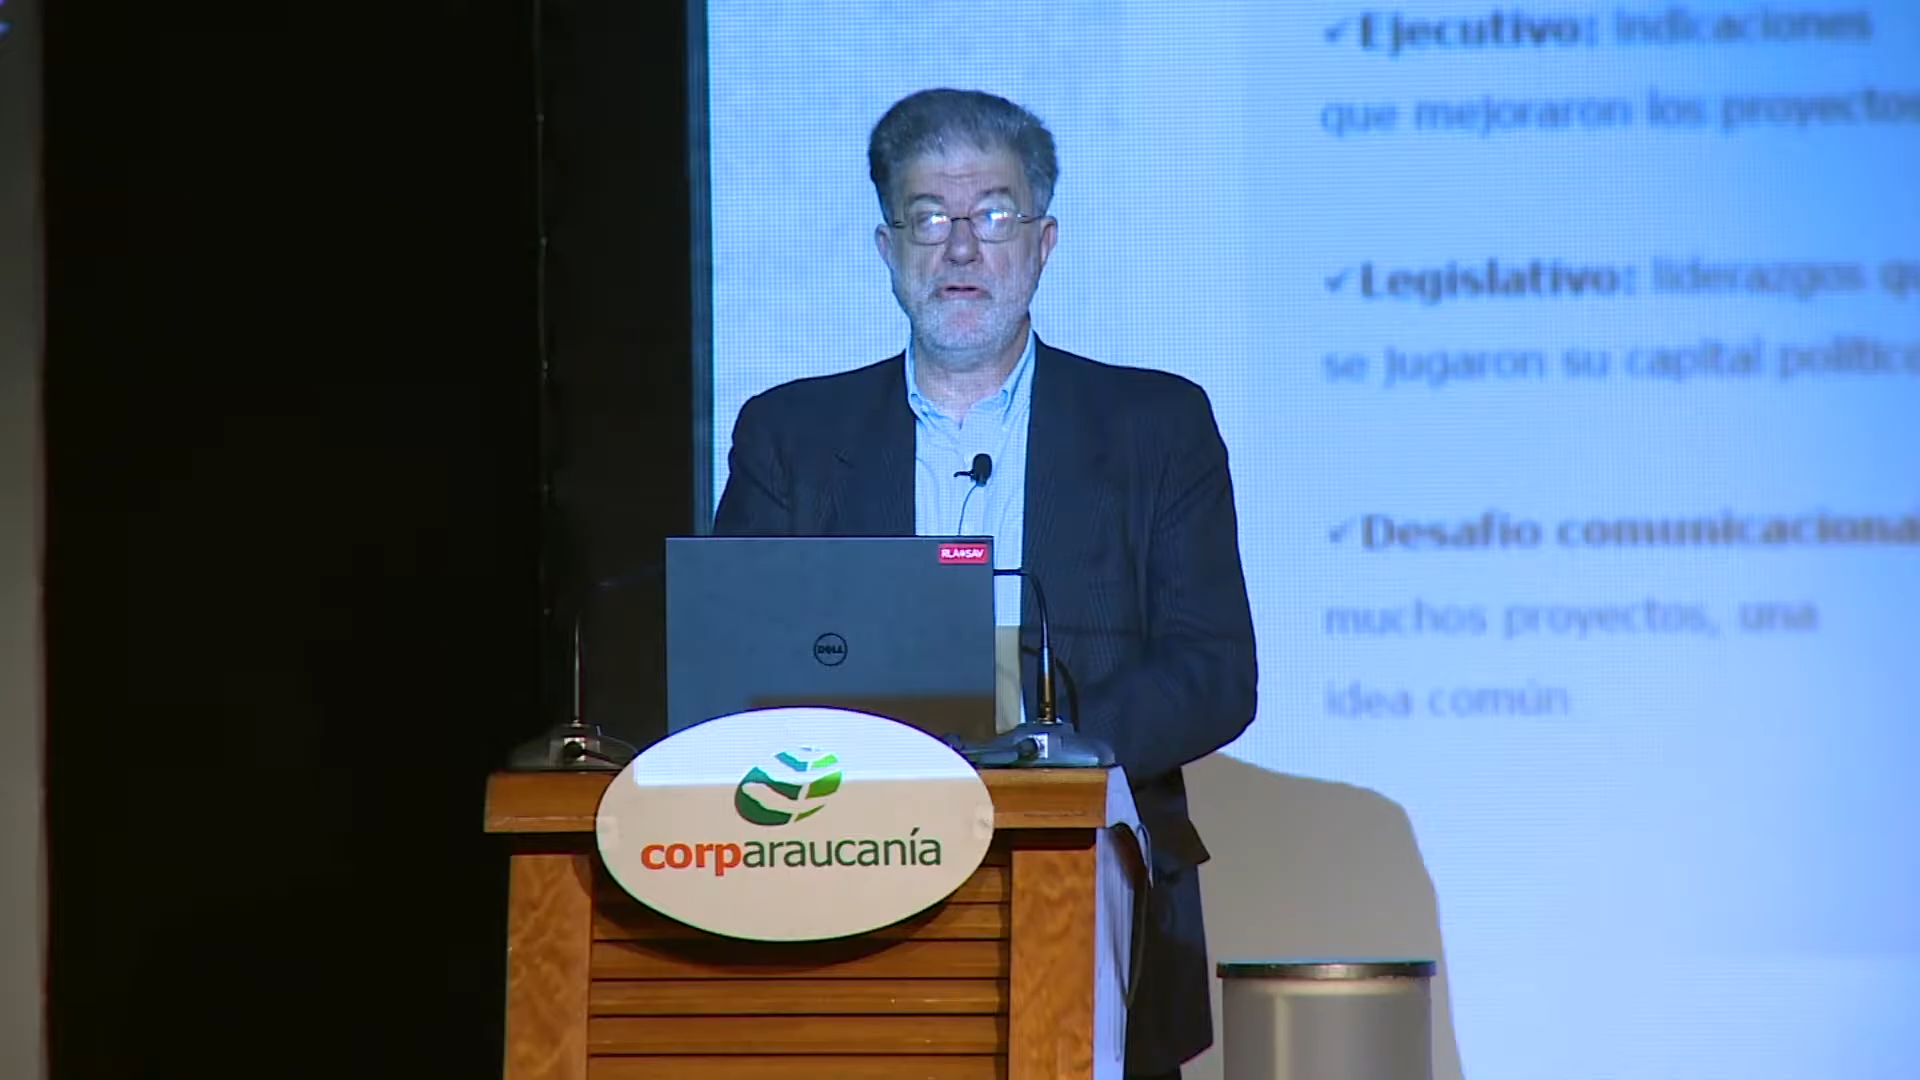 ✓Ejecutivo: indicaciones
que mejoraron los proyectos
✓Legislativo: liderazgos qu
se jugaron su capital político
✓Desafío comunicacional
muchos proyectos, una
idea común
RLA♦SAV
DELL
corparaucanía